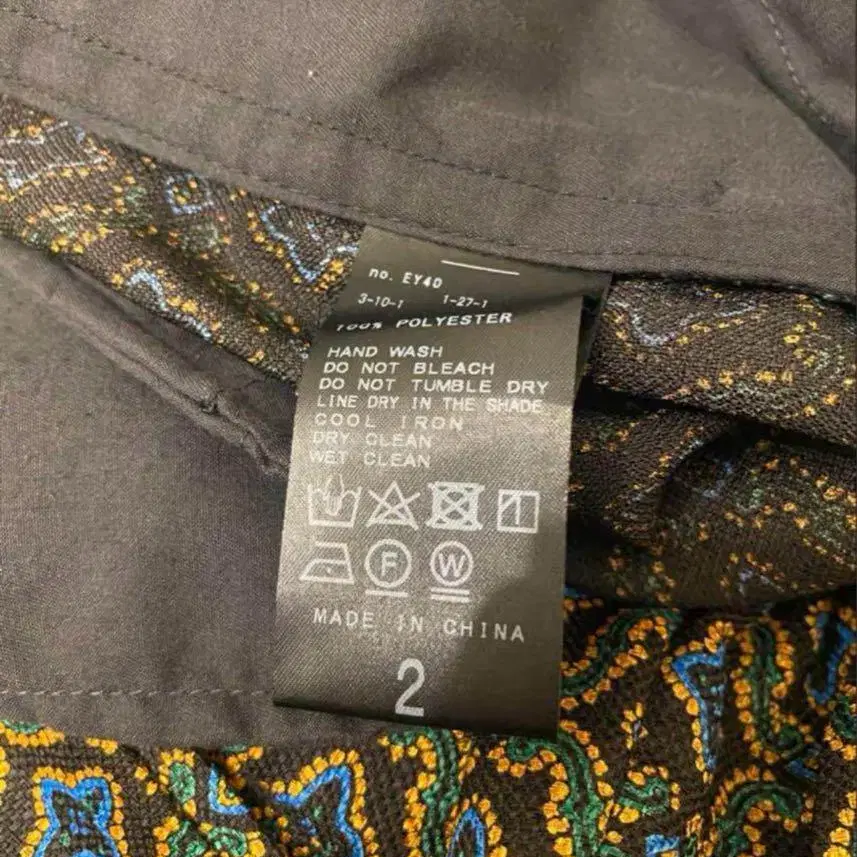 no. EY40
3-10-1 1-27-1
100% POLYESTER
HAND WASH
DO NOT BLEACH
DO NOT TUMBLE DRY
LINE DRY IN THE SHADE
COOL IRON
DRY CLEAN
WET CLEAN
F W
MADE IN CHINA
2